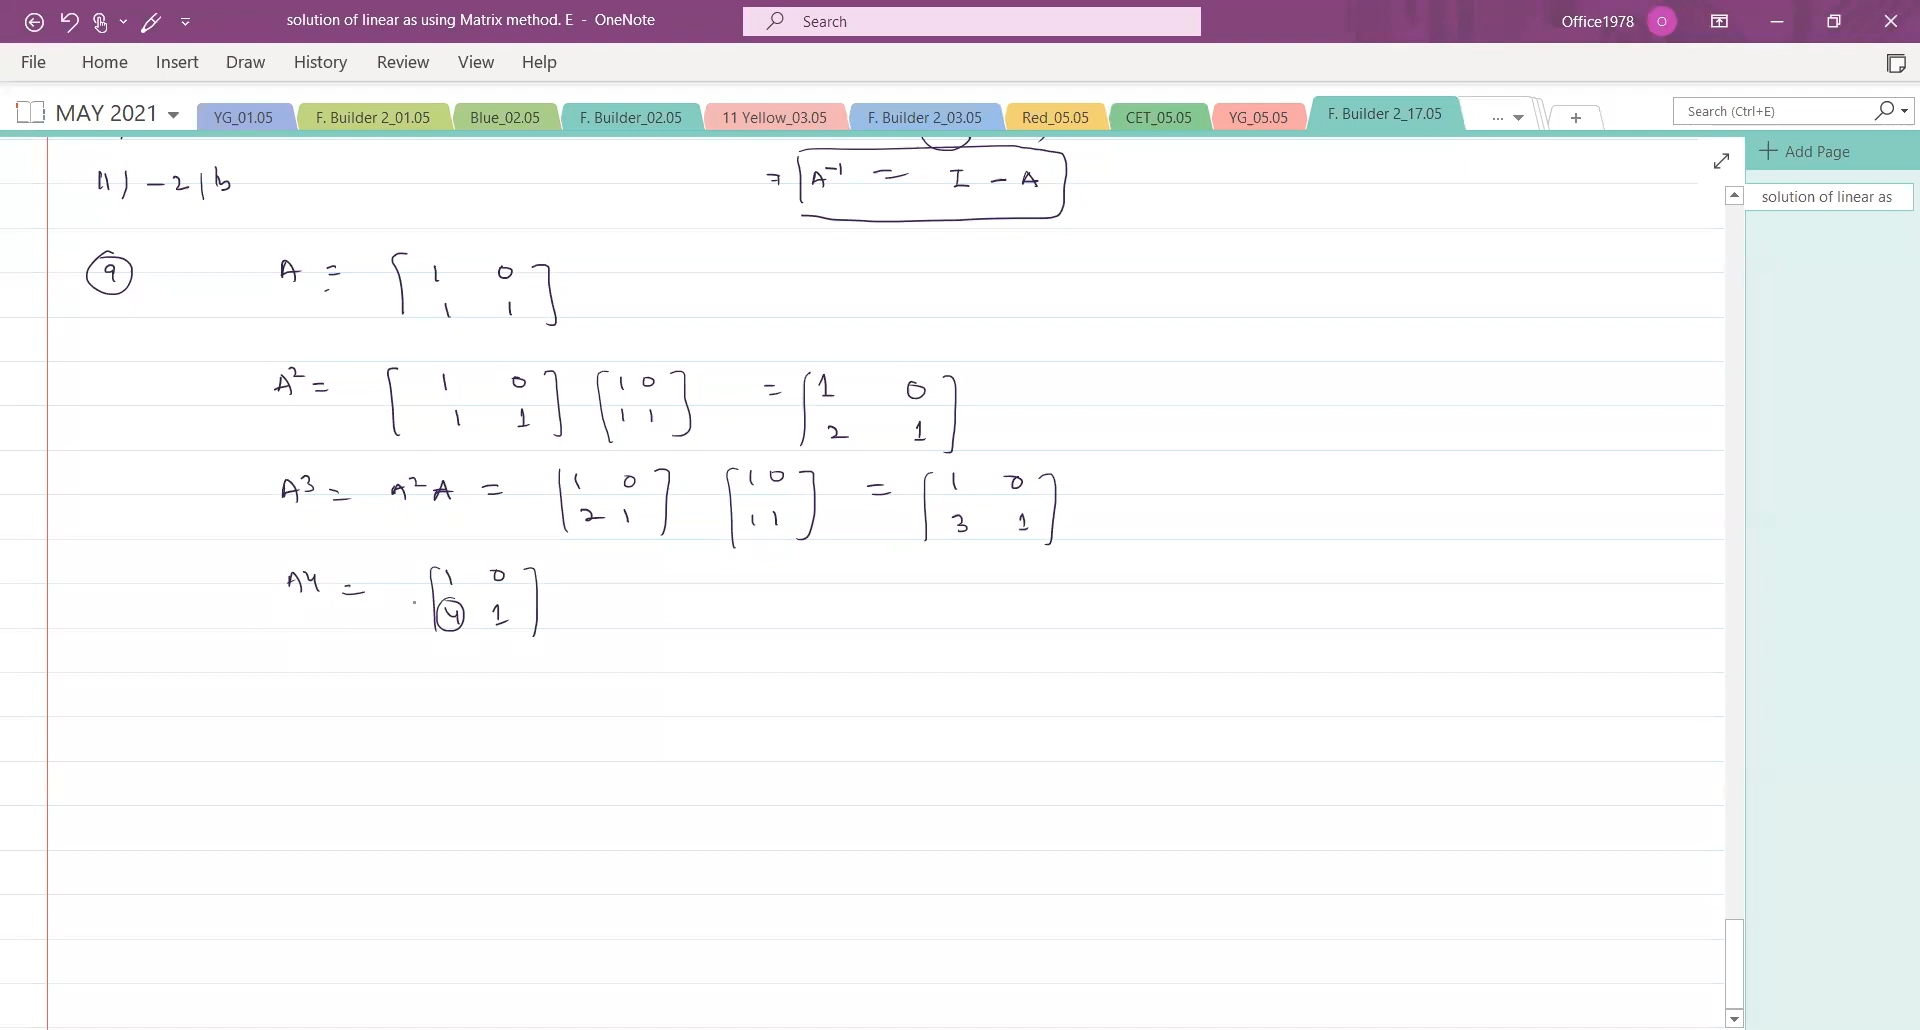 solution of linear as using Matrix method. E - OneNote
Search
Office1978
O
File Home Insert Draw History Review View Help
MAY 2021
YG_01.05 F. Builder 2_01.05 Blue_02.05 F. Builder_02.05 11 Yellow_03.05 F. Builder 2_03.05 Red_05.05 CET_05.05 YG_05.05 F. Builder 2_17.05 ... +
Search (Ctrl+E)
+ Add Page
solution of linear as
11) -21b
⇒ A⁻¹ = I - A
9 A = [ 1 0
1 1 ]
A² = [ 1 0 [ 1 0 = [ 1 0
1 1 ] 1 1 ] 2 1 ]
A³ = A²A = [ 1 0 [ 1 0 = [ 1 0
2 1 ] 1 1 ] 3 1 ]
A4 = [ 1 0
4 1 ]